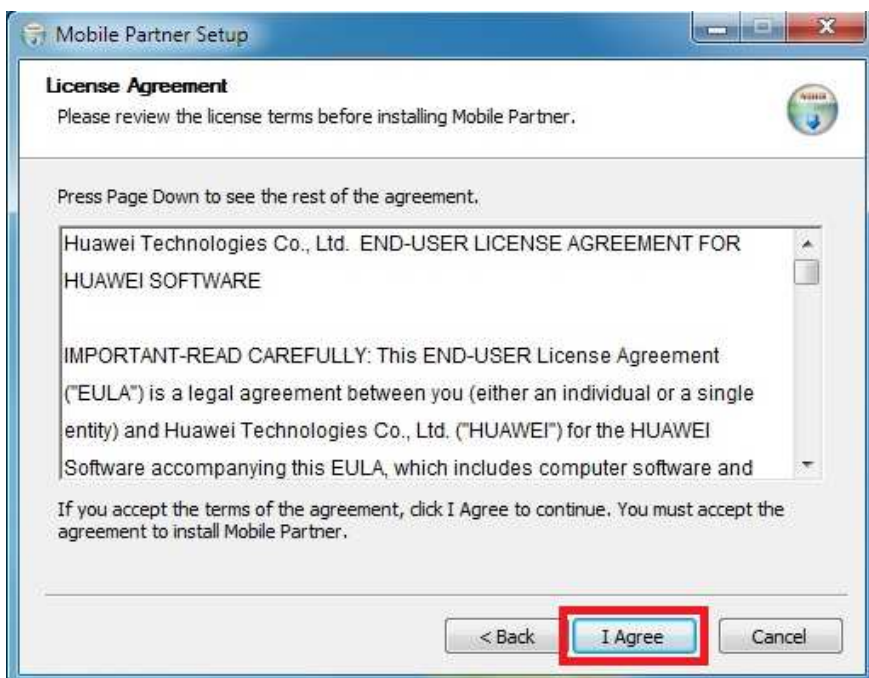 Mobile Partner Setup
License Agreement
Please review the license terms before installing Mobile Partner.
Press Page Down to see the rest of the agreement.
Huawei Technologies Co., Ltd. END-USER LICENSE AGREEMENT FOR
HUAWEI SOFTWARE
IMPORTANT-READ CAREFULLY: This END-USER License Agreement
("EULA") is a legal agreement between you (either an individual or a single
entity) and Huawei Technologies Co., Ltd. ("HUAWEI") for the HUAWEI
Software accompanying this EULA, which includes computer software and
If you accept the terms of the agreement, click I Agree to continue. You must accept the
agreement to install Mobile Partner.
< Back I Agree Cancel